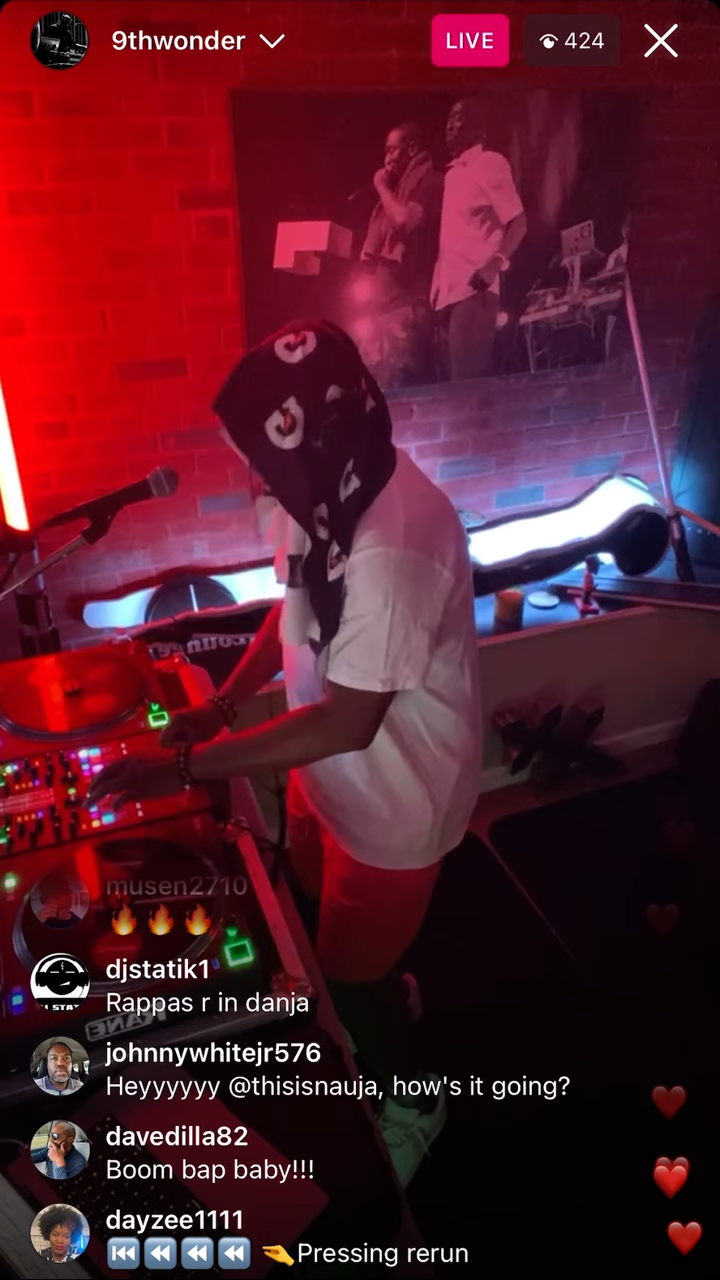 9thwonder
LIVE
424
musen2710
🔥🔥🔥
djstatik1
Rappas r in danja
johnnywhitejr576
Heyyyyyy @thisisnauja, how's it going?
davedilla82
Boom bap baby!!!
dayzee1111
⏮️⏪⏪⏪ 🫲Pressing rerun
RANE